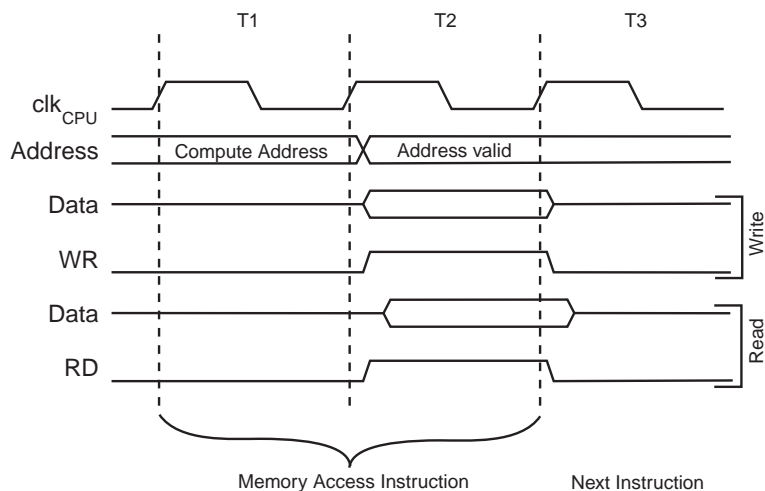 T1 T2 T3
clkCPU
Address Compute Address Address valid
Data
WR
Write
Data
RD
Read
Memory Access Instruction Next Instruction